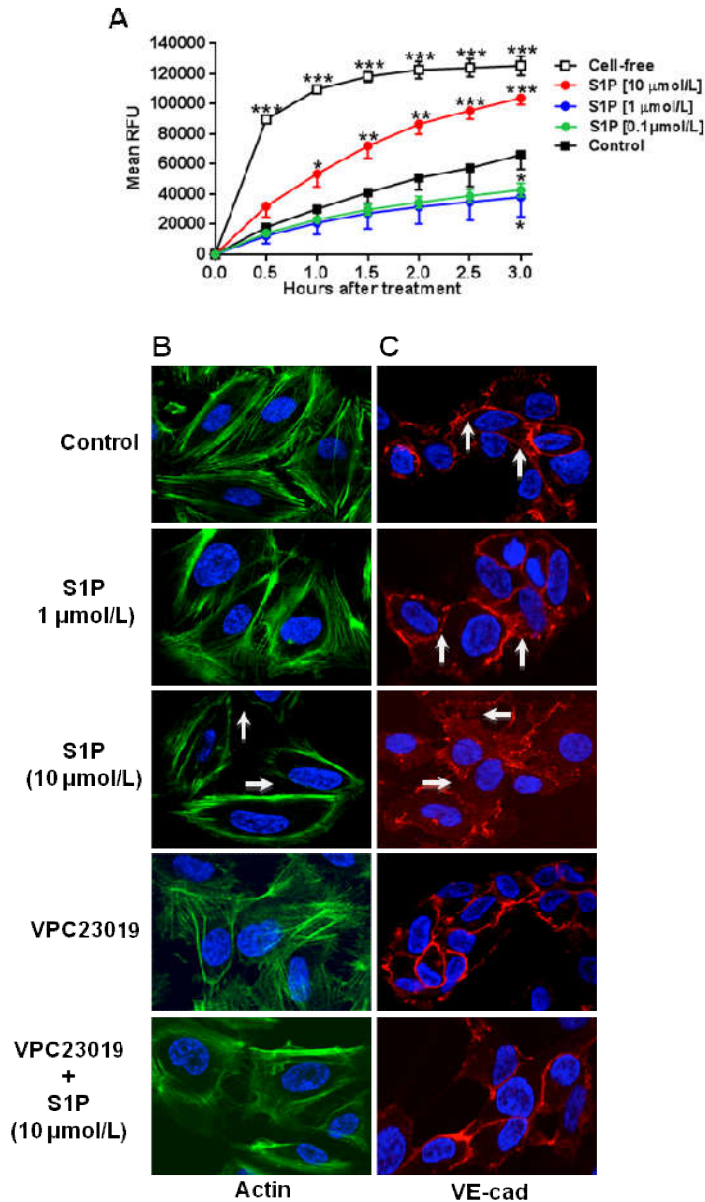 A
140000
120000
100000
80000
60000
40000
20000
0
Mean RFU
*** *** *** *** *** ***
* ** ** *** ***
*
*
0.0 0.5 1.0 1.5 2.0 2.5 3.0
Hours after treatment
Cell-free
S1P [10 μmol/L]
S1P [1 μmol/L]
S1P [0.1μmol/L]
Control
B C
Control
S1P
1 μmol/L)
S1P
(10 μmol/L)
VPC23019
VPC23019
+
S1P
(10 μmol/L)
Actin VE-cad